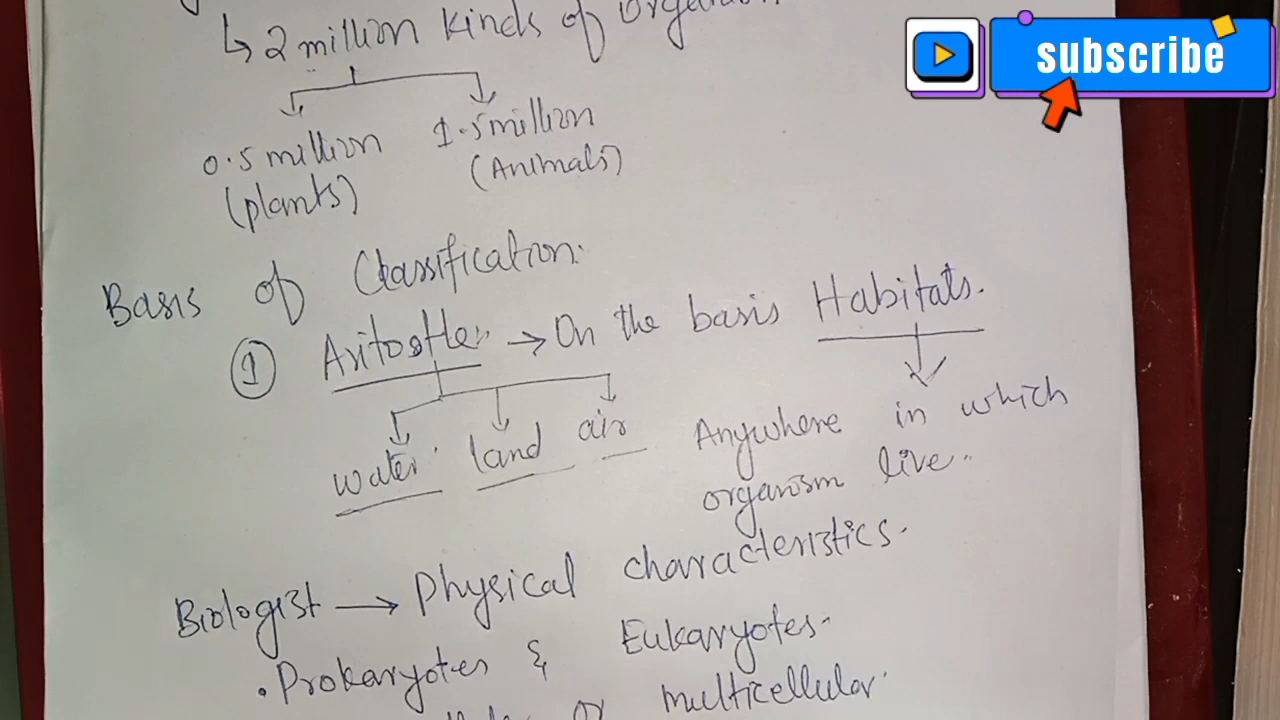 ↳ 2 million kinds of
subscribe
0.5 million 1.5 million
(plants) (Animals)
Basis of Classification.
① Aritostle. → On the basis Habitats.
water. land air
Anywhere in which
organism live.
Biologist → Physical characteristics.
• Prokaryotes & Eukaryotes.
or multicellular.